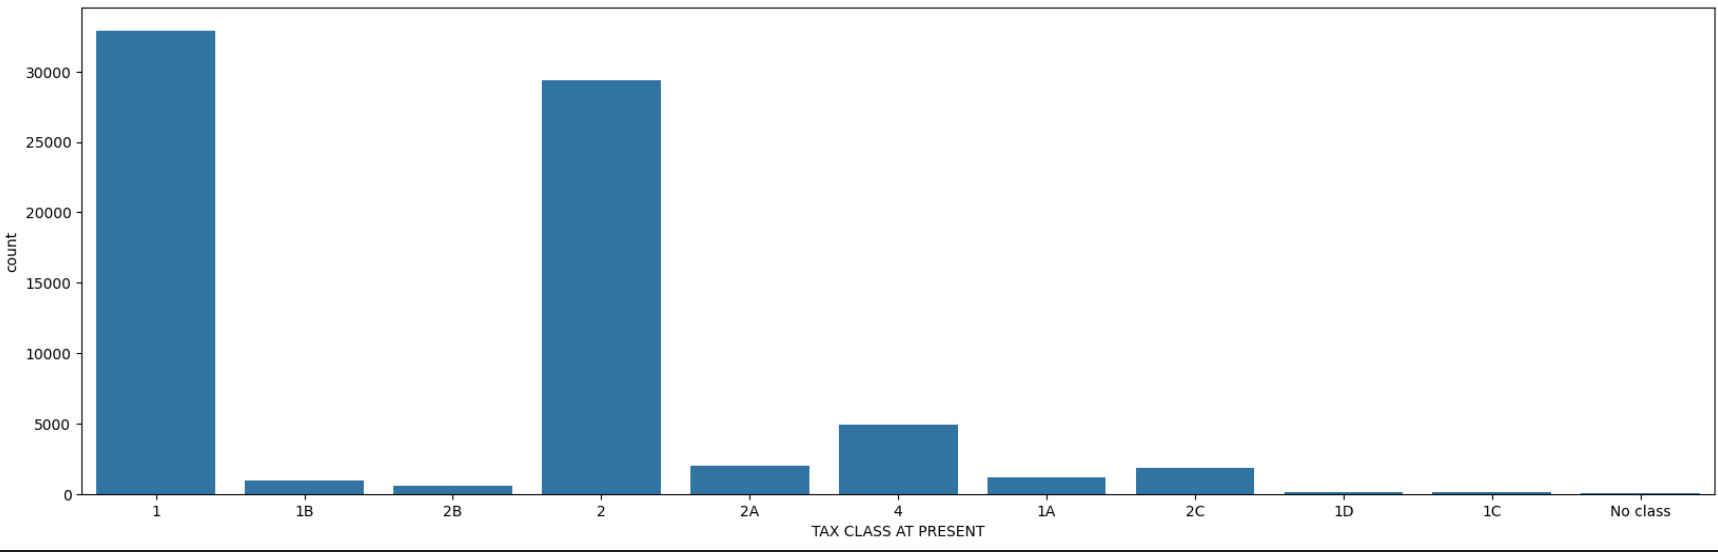 30000
25000
20000
15000
10000
5000
0
count
1 1B 2B 2 2A 4 1A 2C 1D 1C No class
TAX CLASS AT PRESENT